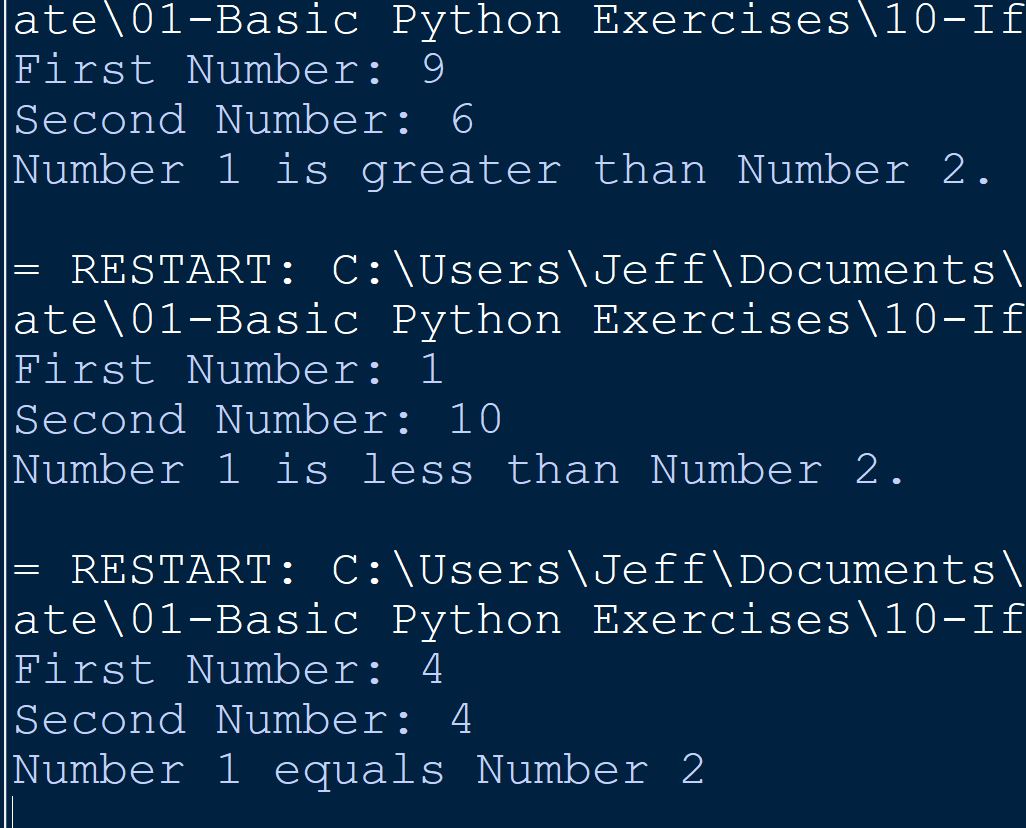 ate\01-Basic Python Exercises\10-If
First Number: 9
Second Number: 6
Number 1 is greater than Number 2.
= RESTART: C:\Users\Jeff\Documents\
ate\01-Basic Python Exercises\10-If
First Number: 1
Second Number: 10
Number 1 is less than Number 2.
= RESTART: C:\Users\Jeff\Documents\
ate\01-Basic Python Exercises\10-If
First Number: 4
Second Number: 4
Number 1 equals Number 2